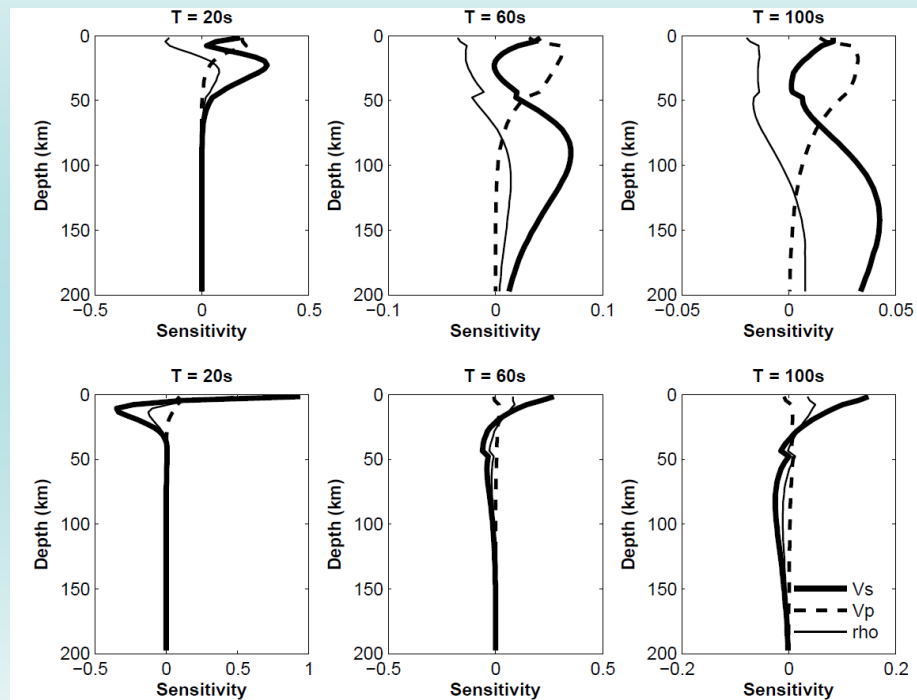 T = 20s
T = 60s
T = 100s
0
50
100
150
200
Depth (km)
−0.5
0
0.5
Sensitivity
0
50
100
150
200
Depth (km)
−0.1
0
0.1
Sensitivity
0
50
100
150
200
Depth (km)
−0.05
0
0.05
Sensitivity
T = 20s
T = 60s
T = 100s
0
50
100
150
200
Depth (km)
−0.5
0
0.5
1
Sensitivity
0
50
100
150
200
Depth (km)
−0.5
0
0.5
Sensitivity
0
50
100
150
200
Depth (km)
Vs
Vp
rho
−0.2
0
0.2
Sensitivity